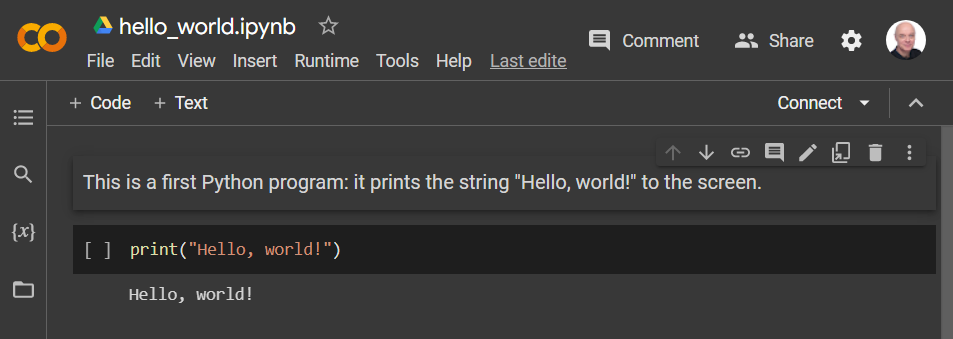 hello_world.ipynb
Comment
Share
File Edit View Insert Runtime Tools Help Last edite
+ Code + Text
Connect
{x}
This is a first Python program: it prints the string "Hello, world!" to the screen.
[ ] print("Hello, world!")
Hello, world!